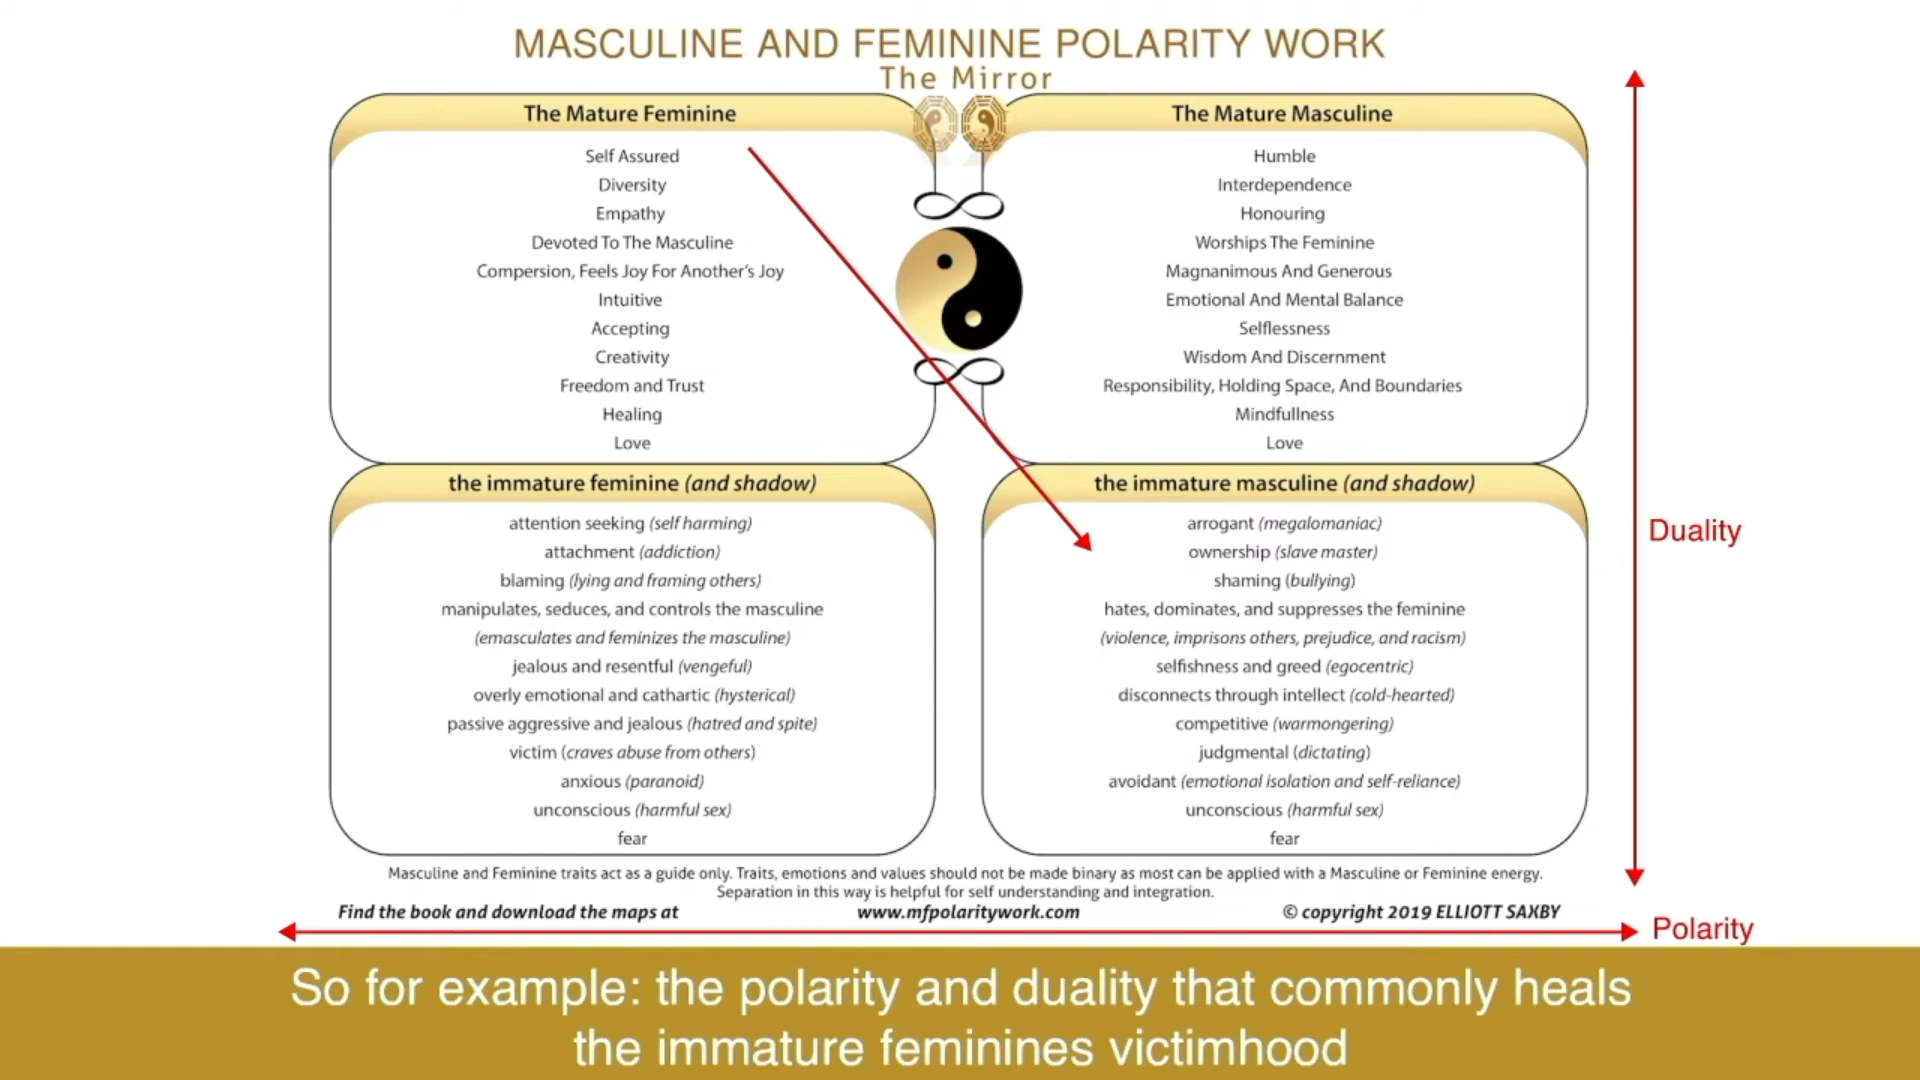 MASCULINE AND FEMININE POLARITY WORK
The Mirror
The Mature Feminine
Self Assured
Diversity
Empathy
Devoted To The Masculine
Compersion, Feels Joy For Another's Joy
Intuitive
Accepting
Creativity
Freedom and Trust
Healing
Love
The Mature Masculine
Humble
Interdependence
Honouring
Worships The Feminine
Magnanimous And Generous
Emotional And Mental Balance
Selflessness
Wisdom And Discernment
Responsibility, Holding Space, And Boundaries
Mindfullness
Love
the immature feminine (and shadow)
attention seeking (self harming)
attachment (addiction)
blaming (lying and framing others)
manipulates, seduces, and controls the masculine
(emasculates and feminizes the masculine)
jealous and resentful (vengeful)
overly emotional and cathartic (hysterical)
passive aggressive and jealous (hatred and spite)
victim (craves abuse from others)
anxious (paranoid)
unconscious (harmful sex)
fear
the immature masculine (and shadow)
arrogant (megalomaniac)
ownership (slave master)
shaming (bullying)
hates, dominates, and suppresses the feminine
(violence, imprisons others, prejudice, and racism)
selfishness and greed (egocentric)
disconnects through intellect (cold-hearted)
competitive (warmongering)
judgmental (dictating)
avoidant (emotional isolation and self-reliance)
unconscious (harmful sex)
fear
Duality
Masculine and Feminine traits act as a guide only. Traits, emotions and values should not be made binary as most can be applied with a Masculine or Feminine energy.
Separation in this way is helpful for self understanding and integration.
Find the book and download the maps at
www.mfpolaritywork.com
© copyright 2019 ELLIOTT SAXBY
Polarity
So for example: the polarity and duality that commonly heals
the immature feminines victimhood